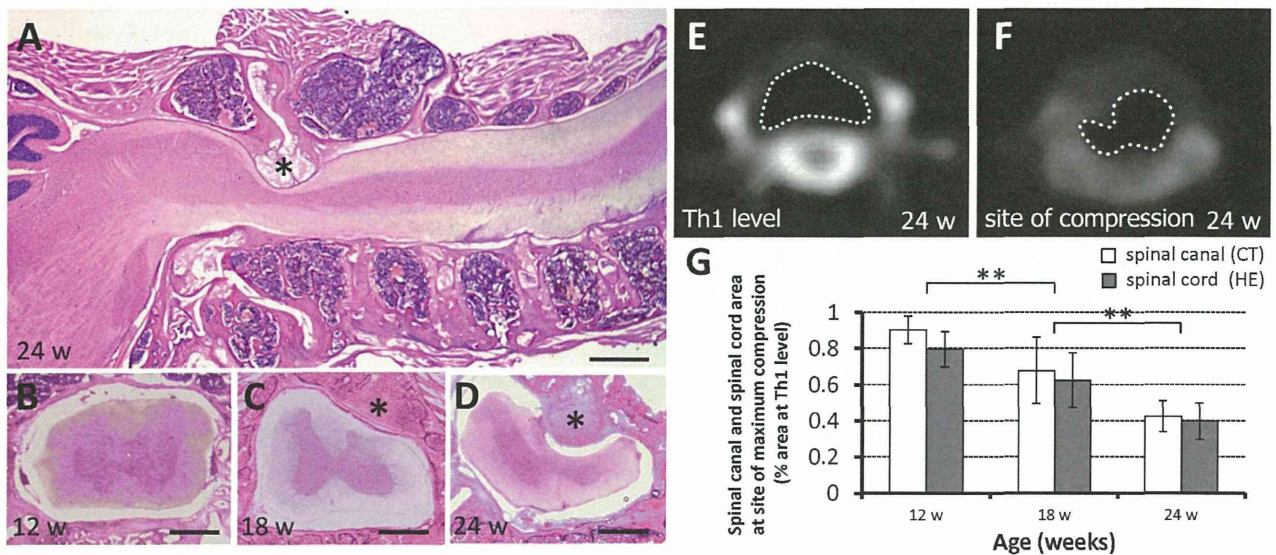 A
*
24 w
B
12 w
C
*
18 w
D
*
24 w
E
Th1 level
24 w
F
site of compression 24 w
G
spinal canal (CT)
spinal cord (HE)
**
**
Spinal canal and spinal cord area
at site of maximum compression
(% area at Th1 level)
1
0.8
0.6
0.4
0.2
0
12 w
18 w
24 w
Age (weeks)